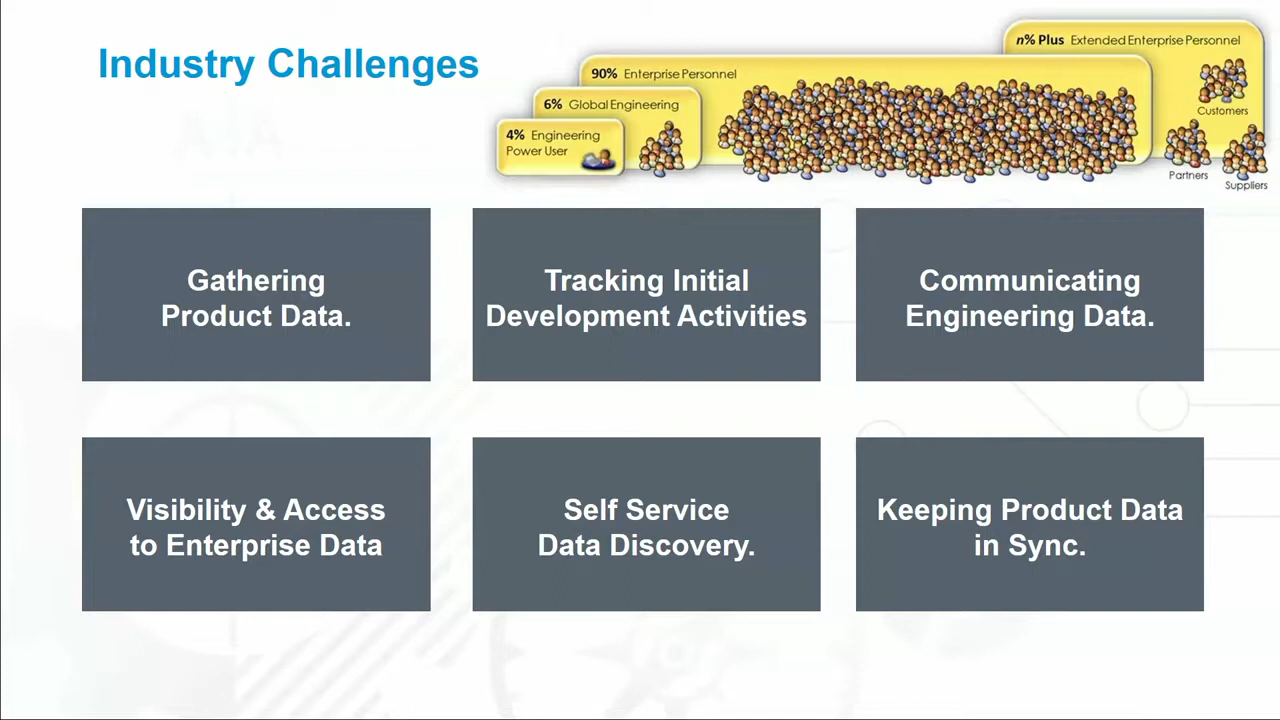 Industry Challenges
n% Plus Extended Enterprise Personnel
90% Enterprise Personnel
6% Global Engineering
4% Engineering
Power User
Customers
Partners
Suppliers
Gathering
Product Data.
Tracking Initial
Development Activities
Communicating
Engineering Data.
Visibility & Access
to Enterprise Data
Self Service
Data Discovery.
Keeping Product Data
in Sync.